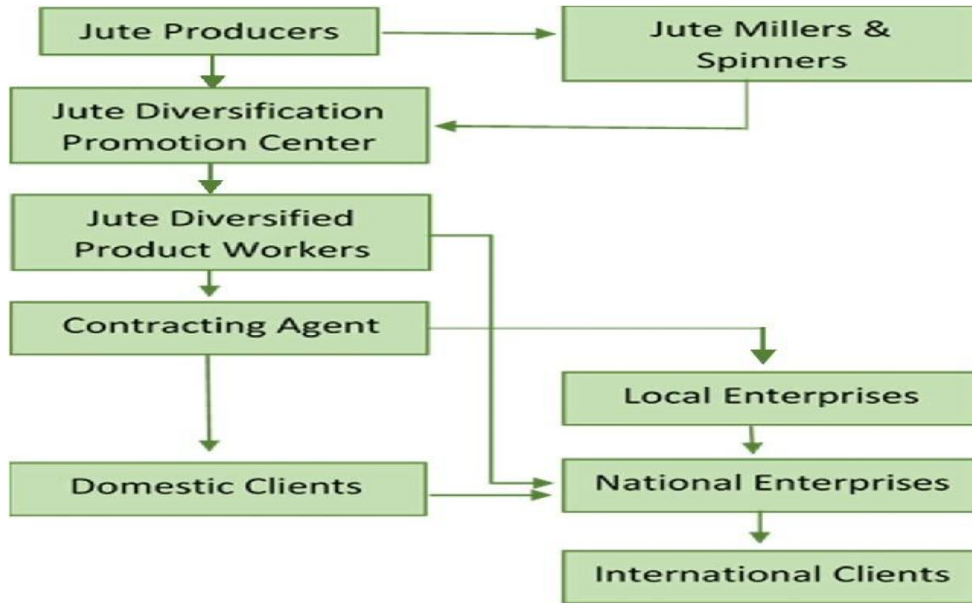 Jute Producers
Jute Millers &
Spinners
Jute Diversification
Promotion Center
Jute Diversified
Product Workers
Contracting Agent
Local Enterprises
Domestic Clients
National Enterprises
International Clients